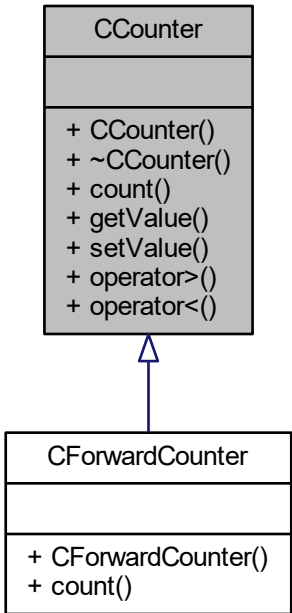 CCounter
+ CCounter()
+ ~CCounter()
+ count()
+ getValue()
+ setValue()
+ operator>()
+ operator<()
CForwardCounter
+ CForwardCounter()
+ count()